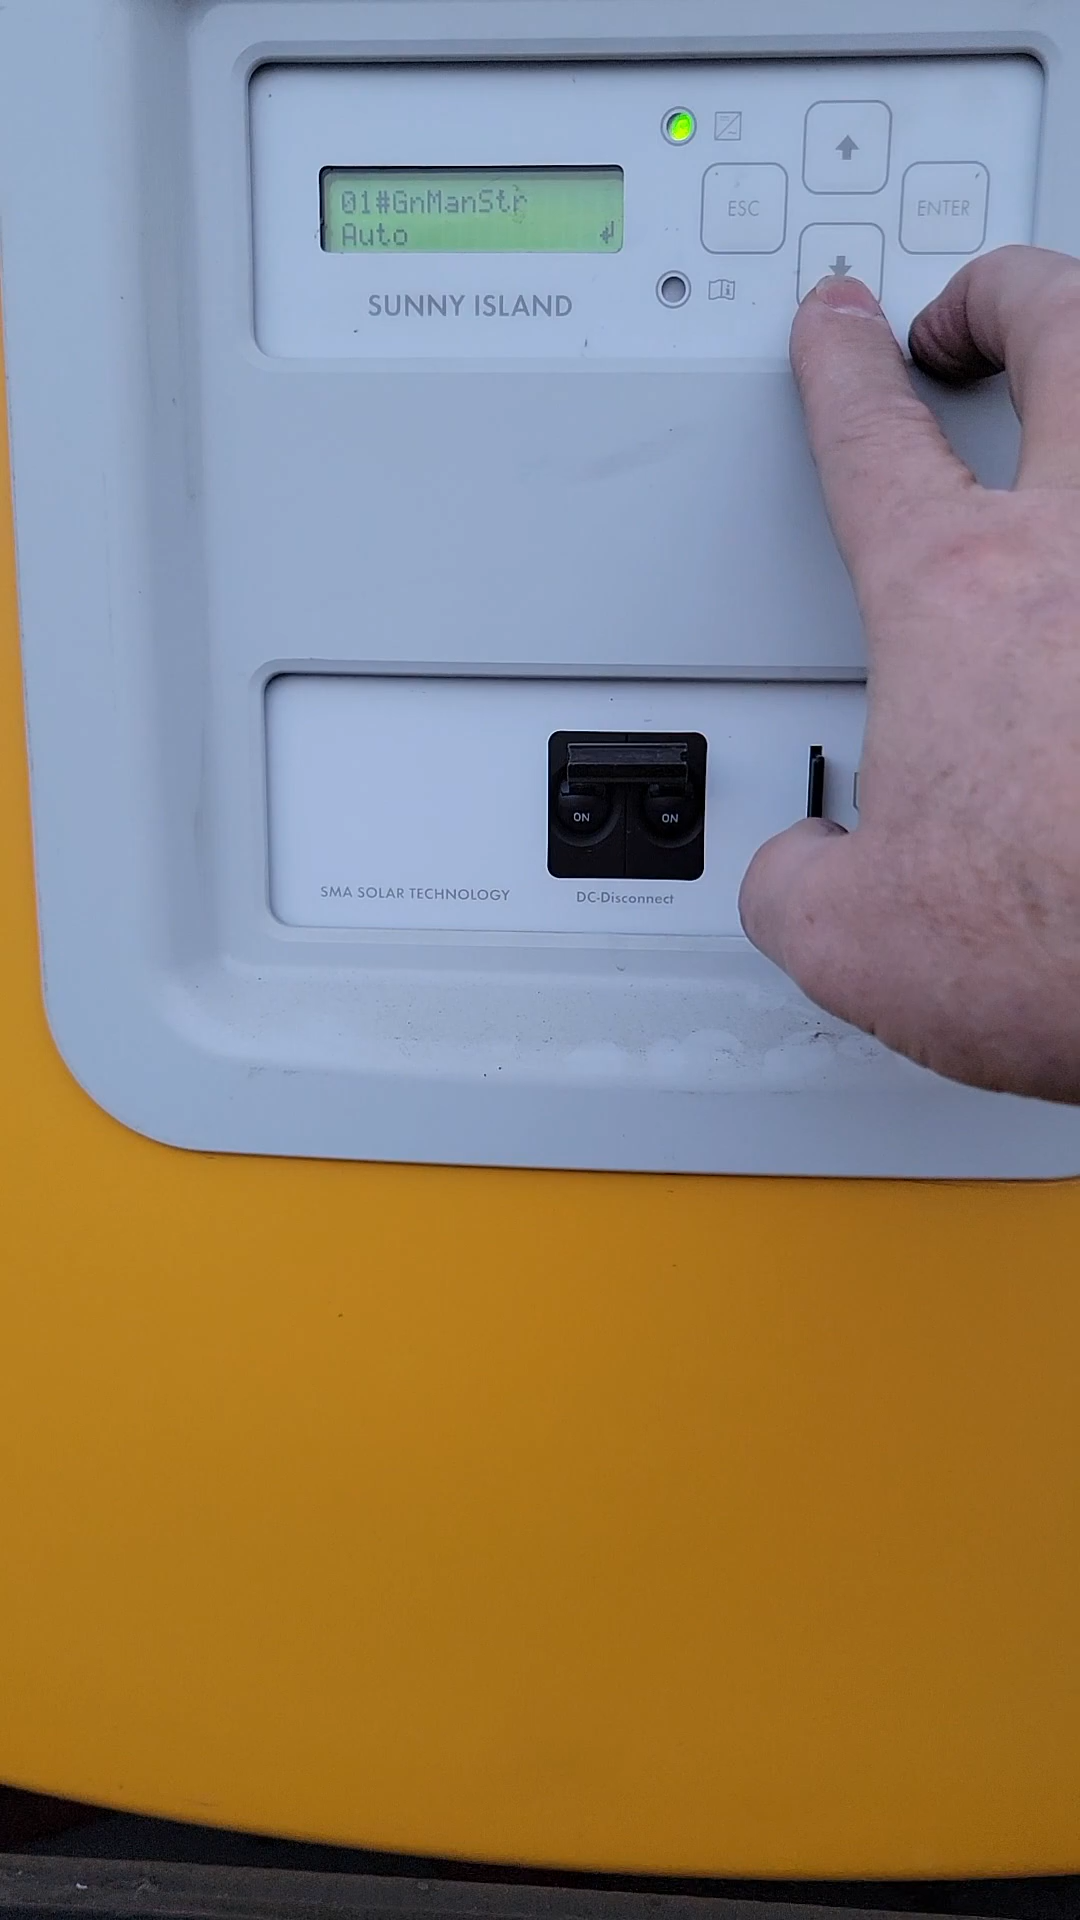 01#GnManStr
Auto
SUNNY ISLAND
ESC
ENTER
ON
ON
SMA SOLAR TECHNOLOGY
DC-Disconnect